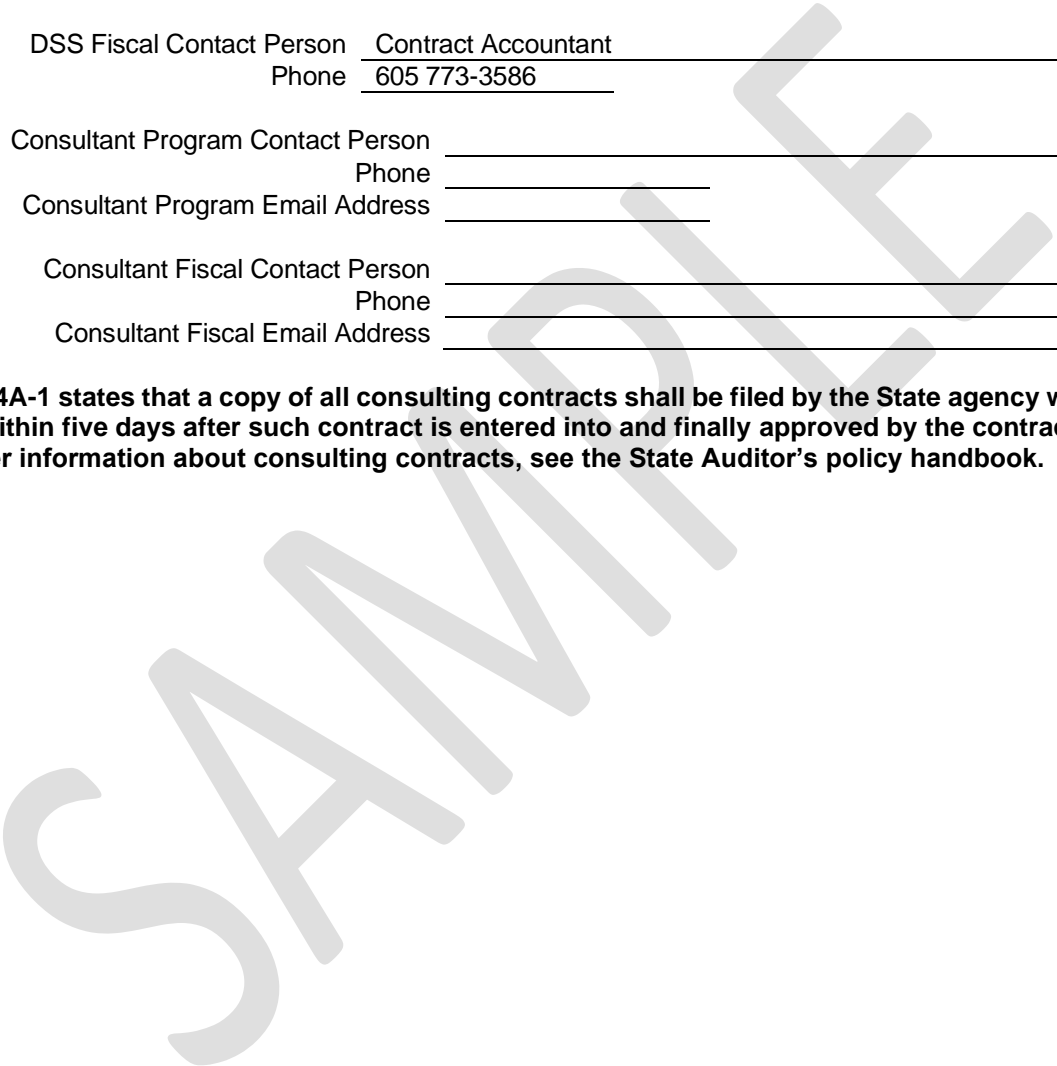 DSS Fiscal Contact Person Contract Accountant
Phone 605 773-3586
Consultant Program Contact Person
Phone
Consultant Program Email Address
Consultant Fiscal Contact Person
Phone
Consultant Fiscal Email Address
4A-1 states that a copy of all consulting contracts shall be filed by the State agency
within five days after such contract is entered into and finally approved by the
information about consulting contracts, see the State Auditor’s policy handbook.
SAMPLE